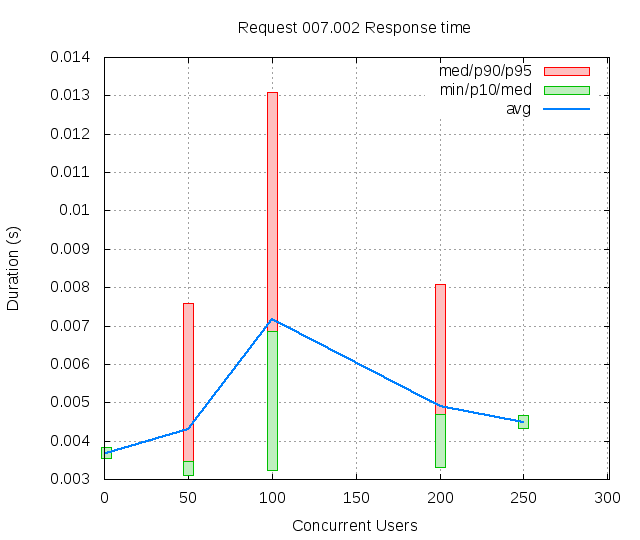 Request 007.002 Response time
0.014
0.013
0.012
0.011
0.01
0.009
0.008
0.007
0.006
0.005
0.004
0.003
Duration (s)
med/p90/p95
min/p10/med
avg
0 50 100 150 200 250 300
Concurrent Users